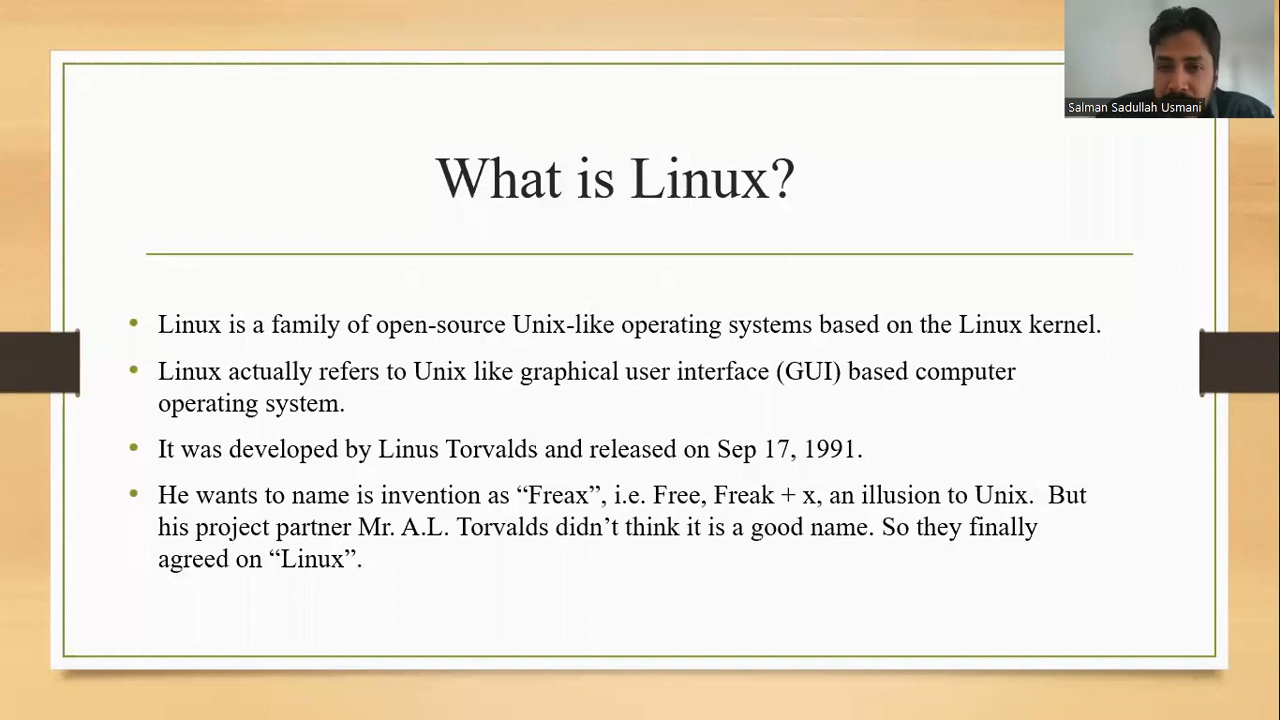 Salman Sadullah Usmani
What is Linux?
• Linux is a family of open-source Unix-like operating systems based on the Linux kernel.
• Linux actually refers to Unix like graphical user interface (GUI) based computer
operating system.
• It was developed by Linus Torvalds and released on Sep 17, 1991.
• He wants to name is invention as “Freax”, i.e. Free, Freak + x, an illusion to Unix.  But
his project partner Mr. A.L. Torvalds didn’t think it is a good name. So they finally
agreed on “Linux”.